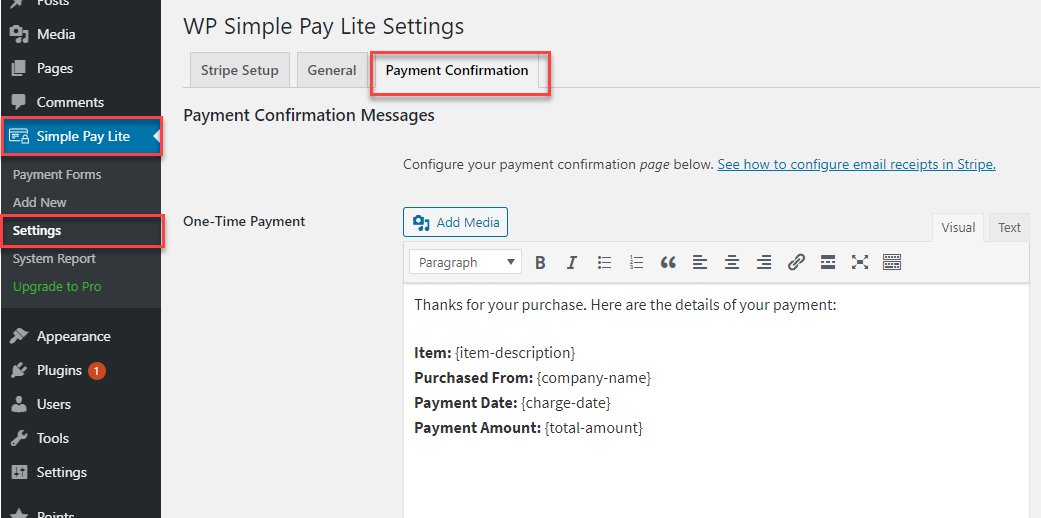 Posts
Media
Pages
Comments
Simple Pay Lite
Payment Forms
Add New
Settings
System Report
Upgrade to Pro
Appearance
Plugins 1
Users
Tools
Settings
Points
WP Simple Pay Lite Settings
Stripe Setup General Payment Confirmation
Payment Confirmation Messages
Configure your payment confirmation page below. See how to configure email receipts in Stripe.
One-Time Payment
Add Media
Visual Text
Paragraph
Thanks for your purchase. Here are the details of your payment:
Item: {item-description}
Purchased From: {company-name}
Payment Date: {charge-date}
Payment Amount: {total-amount}